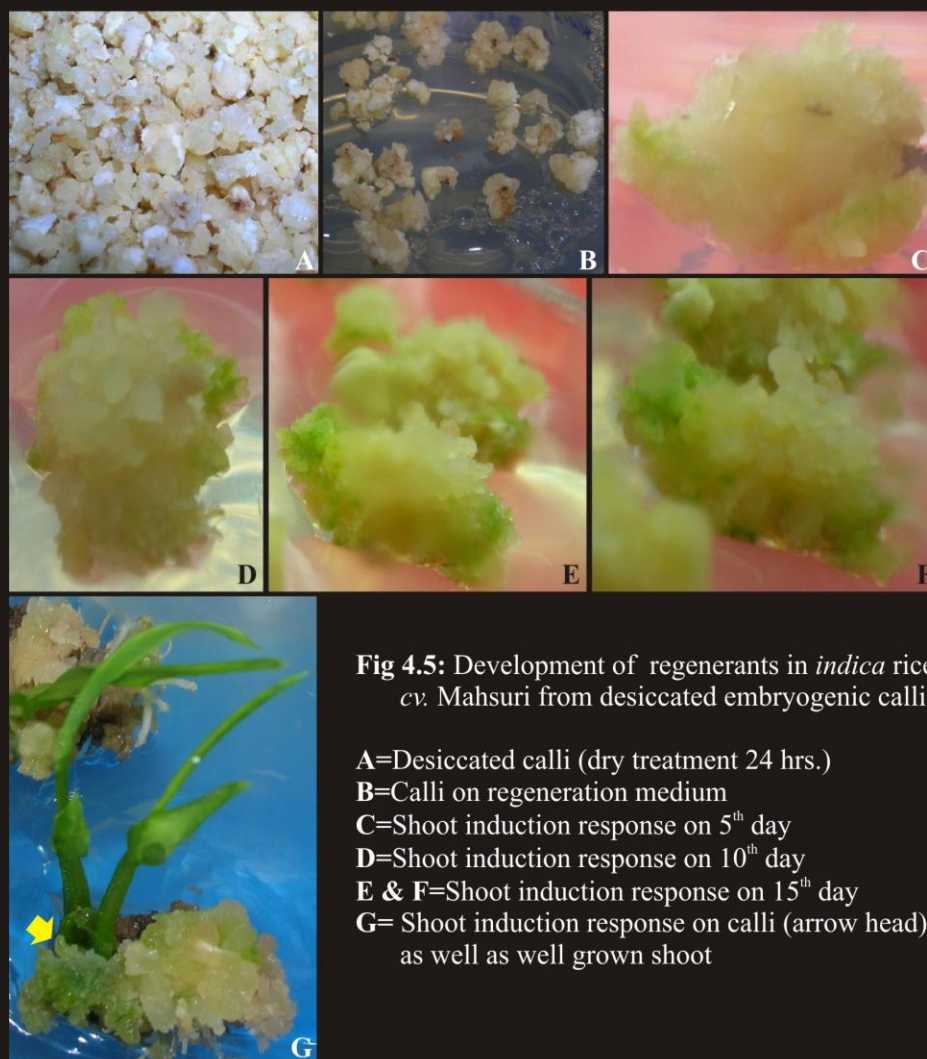 A
B
C
D
E
F
G
Fig 4.5: Development of regenerants in indica rice
cv. Mahsuri from desiccated embryogenic calli
A=Desiccated calli (dry treatment 24 hrs.)
B=Calli on regeneration medium
C=Shoot induction response on 5th day
D=Shoot induction response on 10th day
E & F=Shoot induction response on 15th day
G= Shoot induction response on calli (arrow head)
as well as well grown shoot